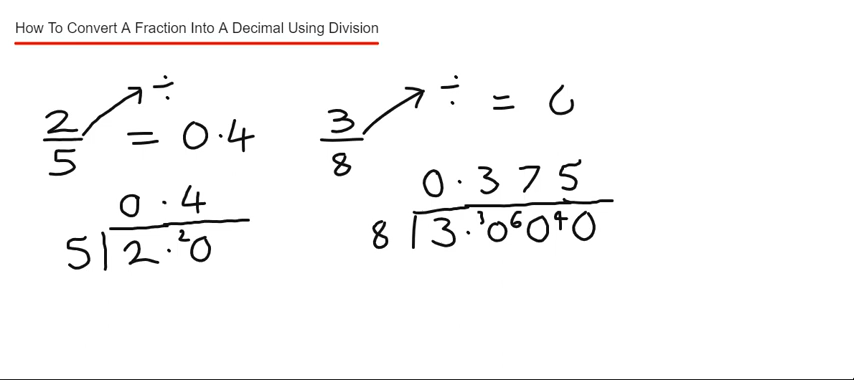 How To Convert A Fraction Into A Decimal Using Division
2/5 ÷ = 0.4
0.4
5|2.²0
3/8 ÷ = 0
0.375
8|3.³0⁶0⁴0